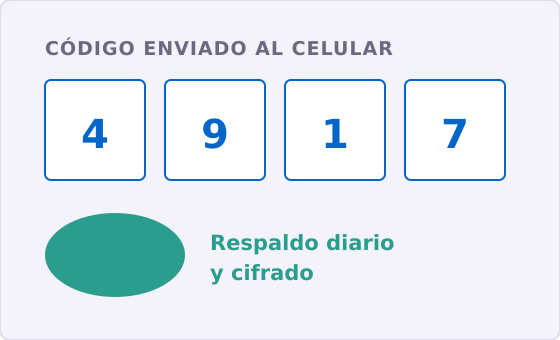 CÓDIGO ENVIADO AL CELULAR
4 9 1 7
Respaldo diario
y cifrado